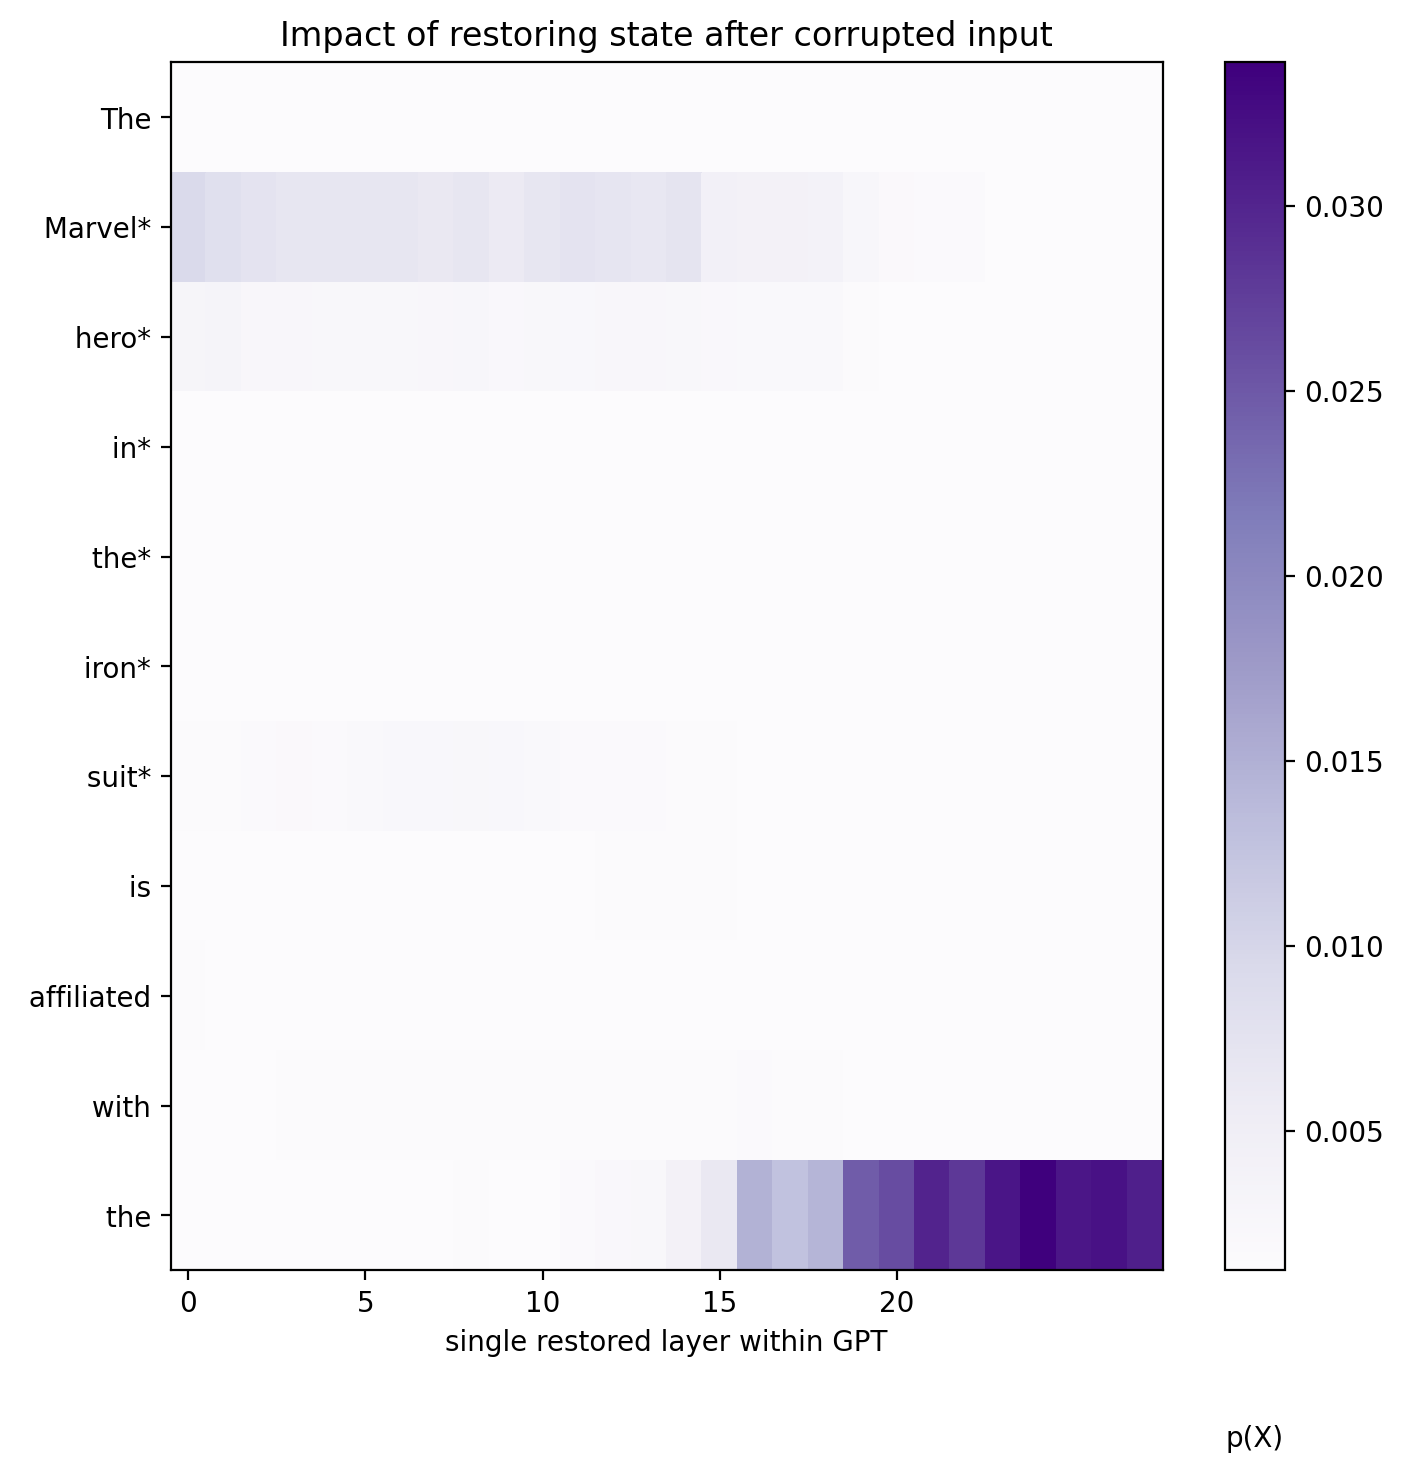 Impact of restoring state after corrupted input
The
Marvel*
hero*
in*
the*
iron*
suit*
is
affiliated
with
the
0 5 10 15 20
single restored layer within GPT
0.030
0.025
0.020
0.015
0.010
0.005
p(X)